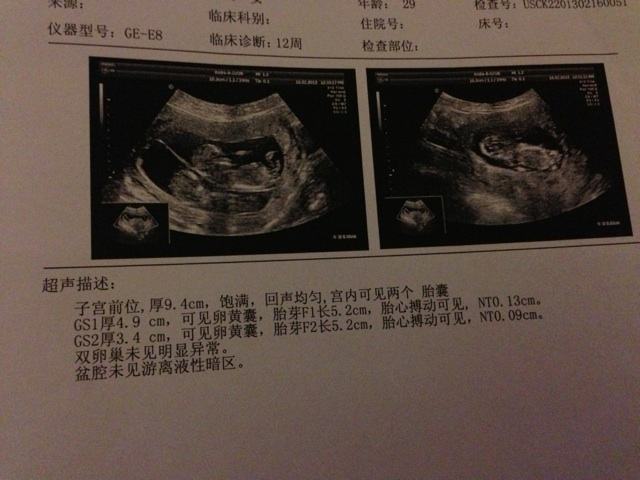 来源： 年龄： 29 检查号：USCK2201302160051
临床科别： 住院号： 床号：
仪器型号：GE-E8 临床诊断：12周 检查部位：
超声描述：
子宫前位,厚9.4cm，饱满，回声均匀,宫内可见两个 胎囊
GS1厚4.9 cm，可见卵黄囊，胎芽F1长5.2cm，胎心搏动可见，NT0.13cm。
GS2厚3.4 cm，可见卵黄囊，胎芽F2长5.2cm，胎心搏动可见，NT0.09cm。
双卵巢未见明显异常。
盆腔未见游离液性暗区。